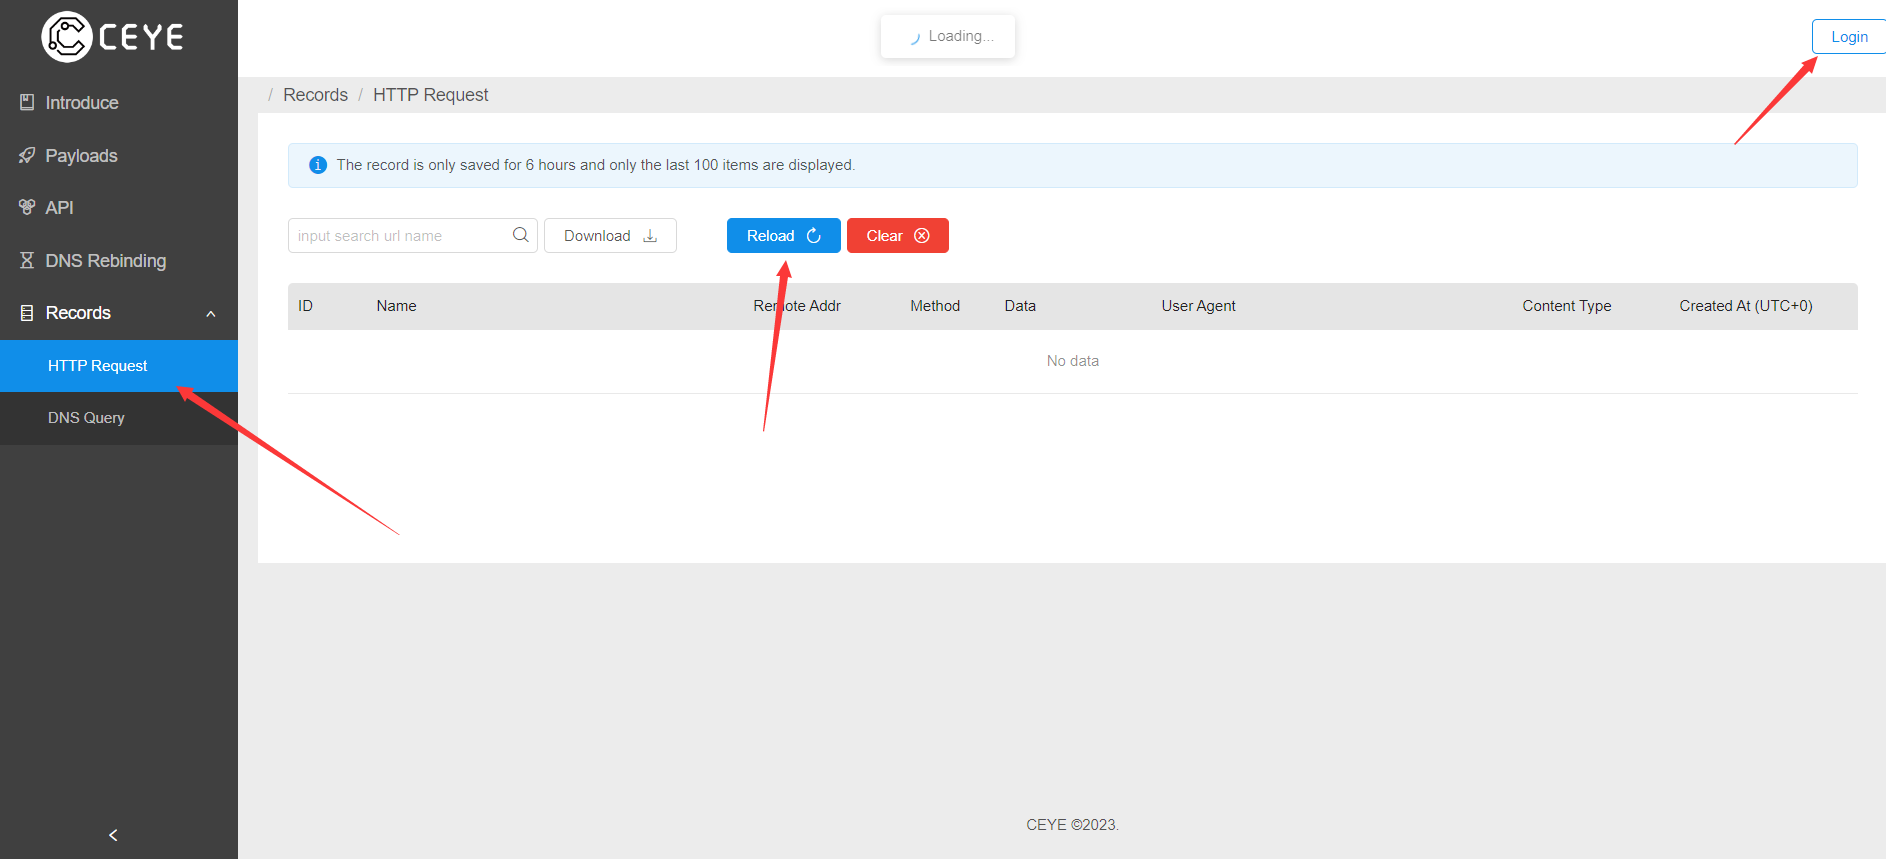 CEYE
Loading...
Login
Introduce
Payloads
API
DNS Rebinding
Records
HTTP Request
DNS Query
/ Records / HTTP Request
The record is only saved for 6 hours and only the last 100 items are displayed.
input search url name
Download
Reload
Clear
ID Name Remote Addr Method Data User Agent Content Type Created At (UTC+0)
No data
CEYE ©2023.